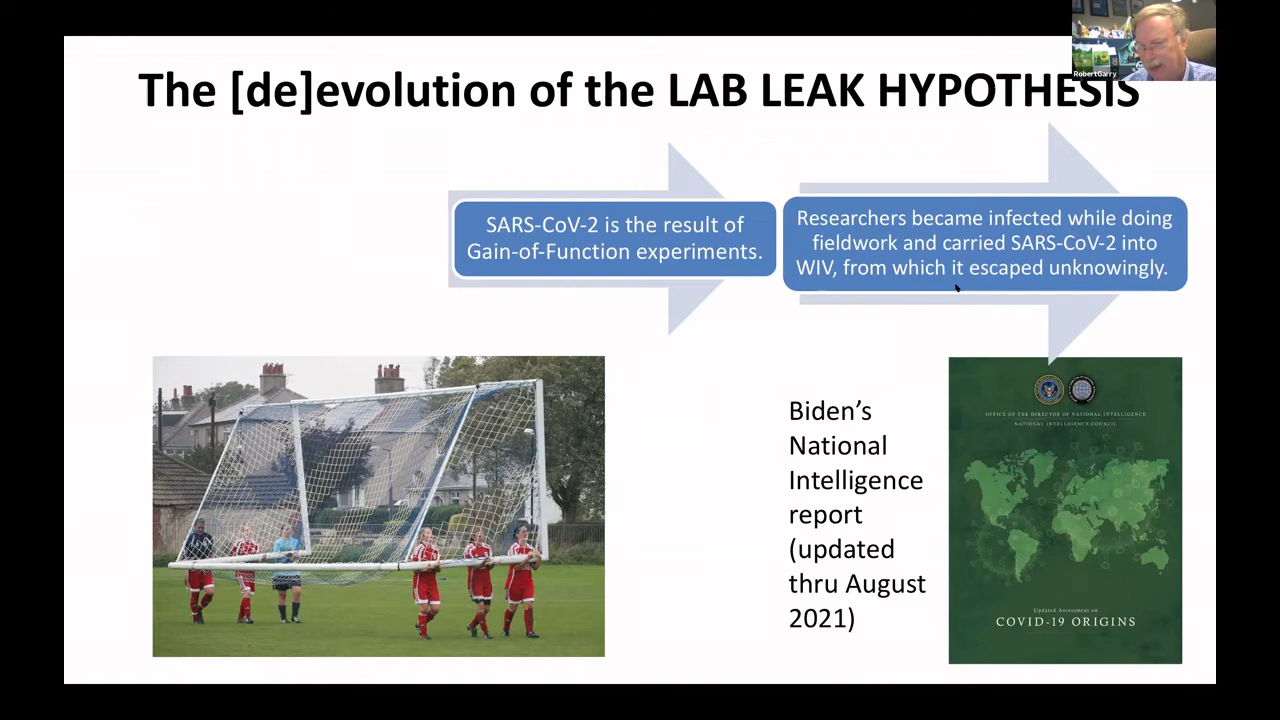 The [de]evolution of the LAB LEAK HYPOTHESIS
RobertGarry
SARS-CoV-2 is the result of
Gain-of-Function experiments.
Researchers became infected while doing
fieldwork and carried SARS-CoV-2 into
WIV, from which it escaped unknowingly.
Biden’s
National
Intelligence
report
(updated
thru August
2021)
OFFICE OF THE DIRECTOR OF NATIONAL INTELLIGENCE
NATIONAL INTELLIGENCE COUNCIL
Updated Assessment on
COVID-19 ORIGINS